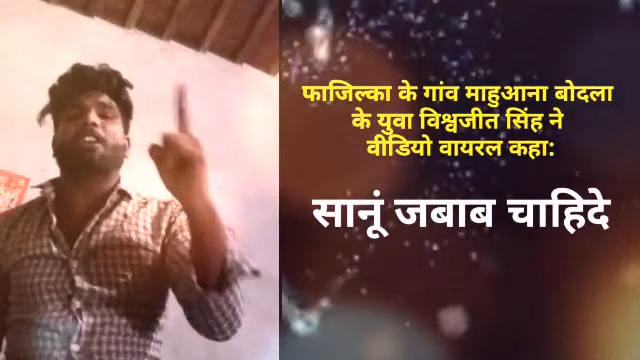 फाजिल्का के गांव माहुआना बोदला
के युवा विश्वजीत सिंह ने
वीडियो वायरल कहा:
सानूं जबाब चाहिदे